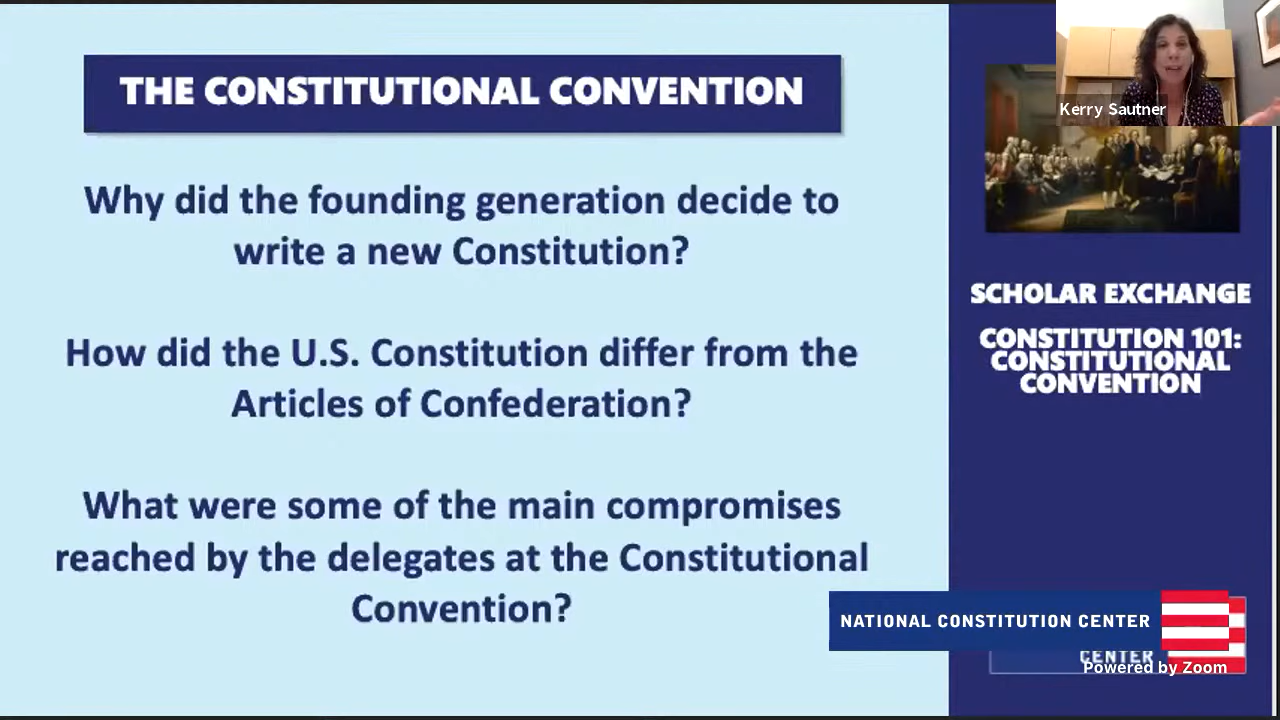 THE CONSTITUTIONAL CONVENTION
Why did the founding generation decide to
write a new Constitution?
How did the U.S. Constitution differ from the
Articles of Confederation?
What were some of the main compromises
reached by the delegates at the Constitutional
Convention?
Kerry Sautner
SCHOLAR EXCHANGE
CONSTITUTION 101:
CONSTITUTIONAL
CONVENTION
NATIONAL CONSTITUTION CENTER
CENTER
Powered by Zoom